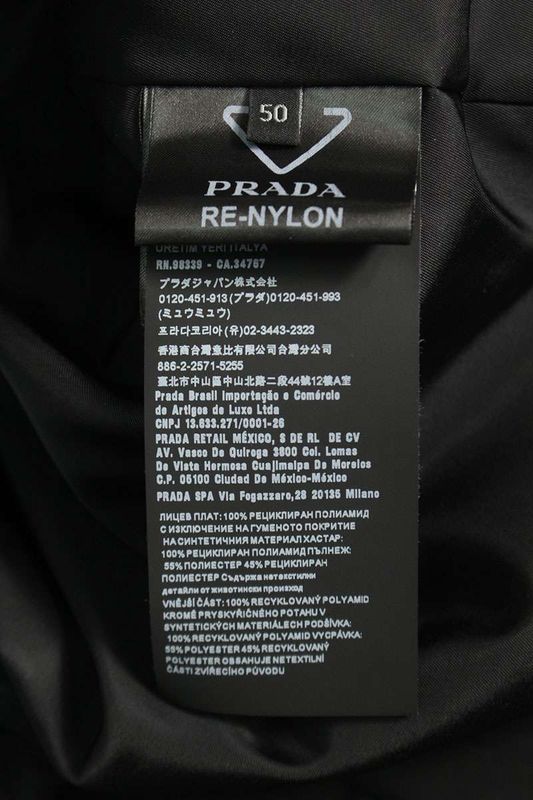 50
PRADA
RE-NYLON
ÜRETİM YERİ İTALYA
RN.98339 - CA.34767
プラダジャパン株式会社
0120-451-913(プラダ)0120-451-993
(ミュウミュウ)
프라다코리아(유)02-3443-2323
香港商台灣意比有限公司台灣分公司
886-2-2571-5255
臺北市中山區中山北路二段44號12樓A室
Prada Brasil Importação e Comércio
de Artigos de Luxo Ltda
CNPJ 13.633.271/0001-26
PRADA RETAIL MÉXICO, S DE RL DE CV
AV. Vasco De Quiroga 3800 Col. Lomas
De Vista Hermosa Cuajimalpa De Morelos
C.P. 05100 Ciudad De México-México
PRADA SPA Via Fogazzaro,28 20135 Milano
ЛИЦЕВ ПЛАТ: 100% РЕЦИКЛИРАН ПОЛИАМИД
С ИЗКЛЮЧЕНИЕ НА ГУМЕНОТО ПОКРИТИЕ
НА СИНТЕТИЧНИЯ МАТЕРИАЛ ХАСТАР:
100% РЕЦИКЛИРАН ПОЛИАМИД ПЪЛНЕЖ:
55% ПОЛИЕСТЕР 45% РЕЦИКЛИРАН
ПОЛИЕСТЕР Съдържа нетекстилни
детайли от животински произход
VNĚJŠÍ ČÁST: 100% RECYKLOVANÝ POLYAMID
KROMĚ PRYSKYŘIČNÉHO POTAHU V
SYNTETICKÝCH MATERIÁLECH PODŠÍVKA:
100% RECYKLOVANÝ POLYAMID VYCPÁVKA:
55% POLYESTER 45% RECYKLOVANÝ
POLYESTER OBSAHUJE NETEXTILNÍ
ČÁSTI ZVÍŘECÍHO PŮVODU